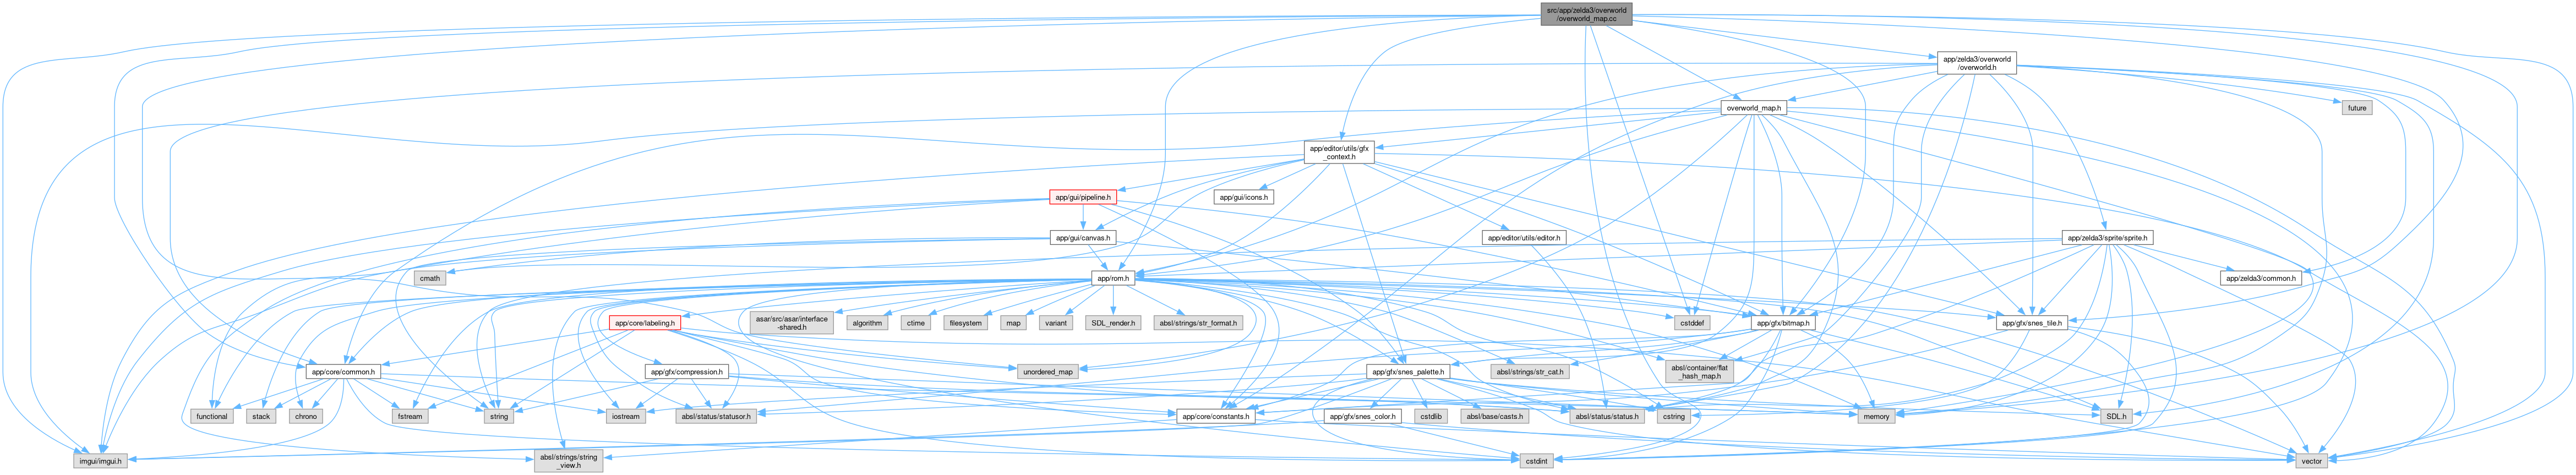 src/app/zelda3/overworld
/overworld_map.cc
app/zelda3/overworld
/overworld.h
overworld_map.h
future
app/editor/utils/gfx
_context.h
app/gui/pipeline.h
app/gui/icons.h
app/gui/canvas.h
app/editor/utils/editor.h
app/zelda3/sprite/sprite.h
cmath
app/rom.h
app/zelda3/common.h
app/core/labeling.h
asar/src/asar/interface
-shared.h
algorithm
ctime
filesystem
map
variant
SDL_render.h
absl/strings/str_format.h
cstddef
app/gfx/bitmap.h
app/gfx/snes_tile.h
app/core/common.h
app/gfx/compression.h
unordered_map
app/gfx/snes_palette.h
absl/strings/str_cat.h
absl/container/flat
_hash_map.h
functional
stack
chrono
fstream
string
iostream
absl/status/statusor.h
app/core/constants.h
app/gfx/snes_color.h
cstdlib
absl/base/casts.h
absl/status/status.h
cstring
memory
SDL.h
imgui/imgui.h
absl/strings/string
_view.h
cstdint
vector